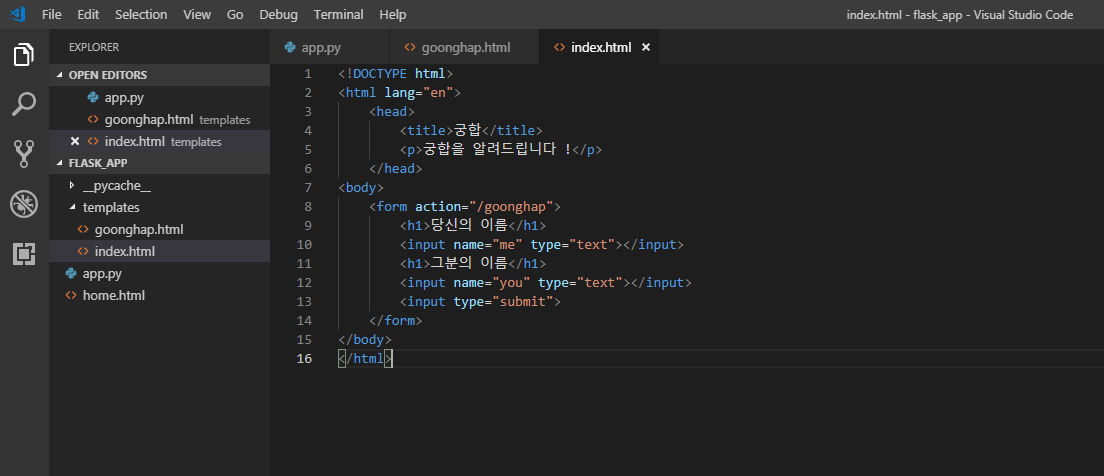 File Edit Selection View Go Debug Terminal Help index.html - flask_app - Visual Studio Code
EXPLORER
OPEN EDITORS
app.py
goonghap.html templates
index.html templates
FLASK_APP
__pycache__
templates
goonghap.html
index.html
app.py
home.html
app.py goonghap.html index.html
1 <!DOCTYPE html>
2 <html lang="en">
3 <head>
4 <title>궁합</title>
5 <p>궁합을 알려드립니다 !</p>
6 </head>
7 <body>
8 <form action="/goonghap">
9 <h1>당신의 이름</h1>
10 <input name="me" type="text"></input>
11 <h1>그분의 이름</h1>
12 <input name="you" type="text"></input>
13 <input type="submit">
14 </form>
15 </body>
16 </html>